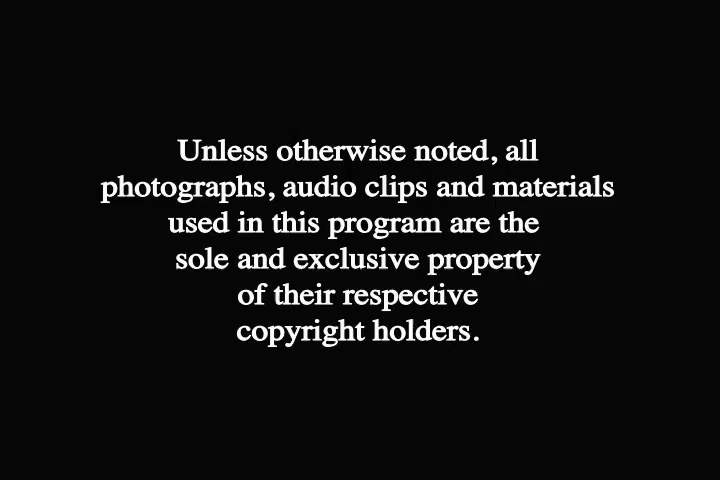 Unless otherwise noted, all
photographs, audio clips and materials
used in this program are the
sole and exclusive property
of their respective
copyright holders.